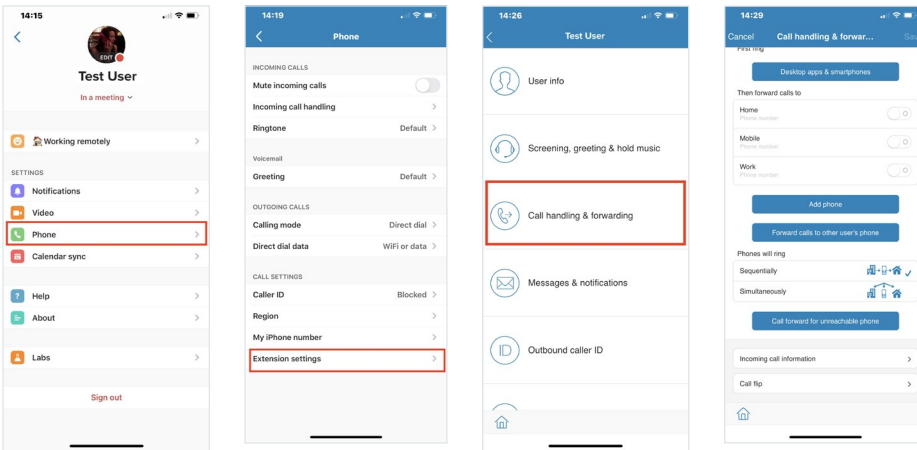 14:15
EDIT
Test User
In a meeting
Working remotely
SETTINGS
Notifications
Video
Phone
Calendar sync
Help
About
Labs
Sign out
14:19
Phone
INCOMING CALLS
Mute incoming calls
Incoming call handling
Ringtone Default
Voicemail
Greeting Default
OUTGOING CALLS
Calling mode Direct dial
Direct dial data WiFi or data
CALL SETTINGS
Caller ID Blocked
Region
My iPhone number
Extension settings
14:26
Test User
User info
Screening, greeting & hold music
Call handling & forwarding
Messages & notifications
ID Outbound caller ID
14:29
Cancel Call handling & forwar... Sav
First ring
Desktop apps & smartphones
Then forward calls to
Home
Phone number
Mobile
Phone number
Work
Phone number
Add phone
Forward calls to other user's phone
Phones will ring
Sequentially
Simultaneously
Call forward for unreachable phone
Incoming call information
Call flip